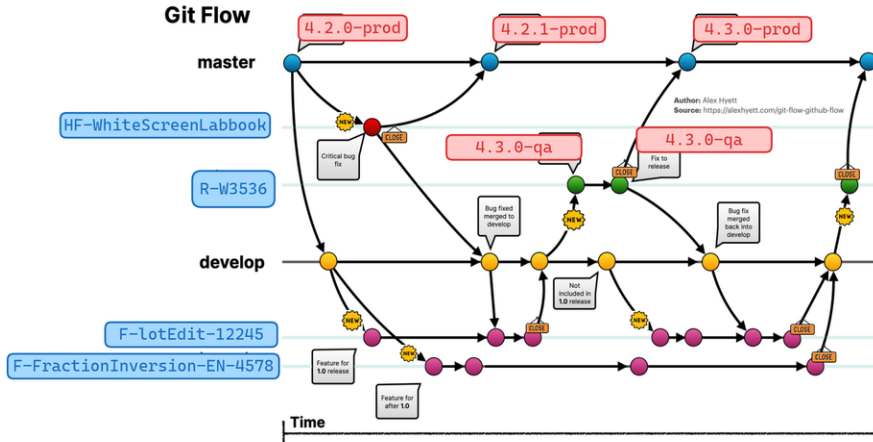 Git Flow
4.2.0-prod
4.2.1-prod
4.3.0-prod
master
Author: Alex Hyett
Source: https://alexhyett.com/git-flow-github-flow
NEW
HF-WhiteScreenLabbook
CLOSE
Critical bug
fix
4.3.0-qa
4.3.0-qa
Fix to
release
CLOSE
CLOSE
R-W3536
Bug fixed
merged to
develop
NEW
Bug fix
merged
back into
develop
NEW
develop
Not
included in
1.0 release
NEW
NEW
CLOSE
CLOSE
F-lotEdit-12245
NEW
CLOSE
Feature for
1.0 release
F-FractionInversion-EN-4578
Feature for
after 1.0
Time